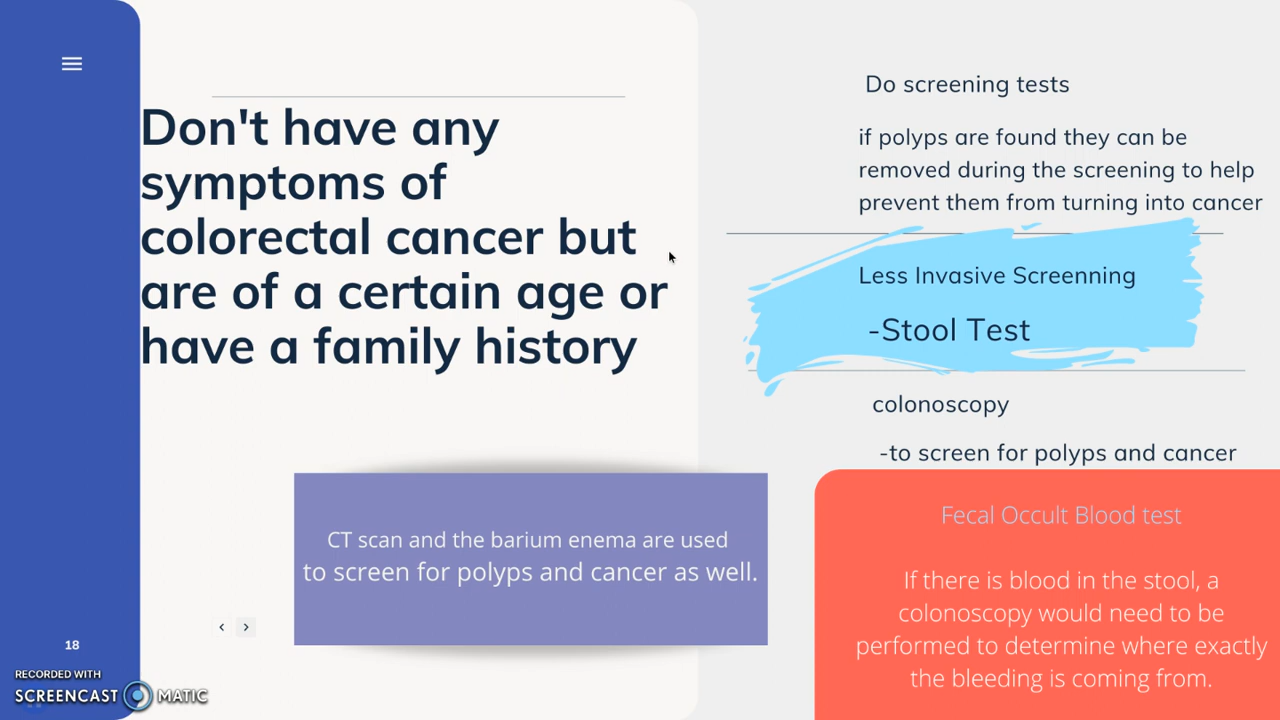 Don't have any
symptoms of
colorectal cancer but
are of a certain age or
have a family history
Do screening tests
if polyps are found they can be
removed during the screening to help
prevent them from turning into cancer
Less Invasive Screenning
-Stool Test
colonoscopy
-to screen for polyps and cancer
CT scan and the barium enema are used
to screen for polyps and cancer as well.
Fecal Occult Blood test
If there is blood in the stool, a
colonoscopy would need to be
performed to determine where exactly
the bleeding is coming from.
18
RECORDED WITH
SCREENCAST MATIC